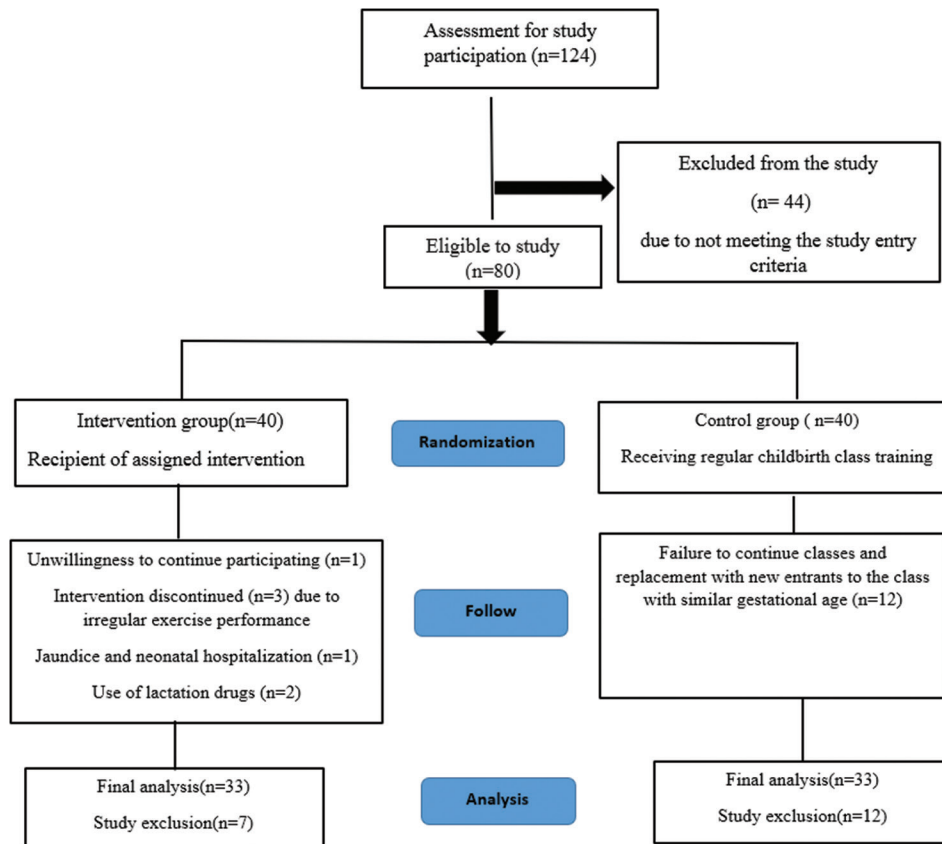 Assessment for study
participation (n=124)
Excluded from the study
(n= 44)
due to not meeting the study entry
criteria
Eligible to study
(n=80)
Intervention group(n=40)
Recipient of assigned intervention
Randomization
Control group ( n=40)
Receiving regular childbirth class training
Unwillingness to continue participating (n=1)
Intervention discontinued (n=3) due to
irregular exercise performance
Jaundice and neonatal hospitalization (n=1)
Use of lactation drugs (n=2)
Follow
Failure to continue classes and
replacement with new entrants to the class
with similar gestational age (n=12)
Final analysis(n=33)
Study exclusion(n=7)
Analysis
Final analysis(n=33)
Study exclusion(n=12)